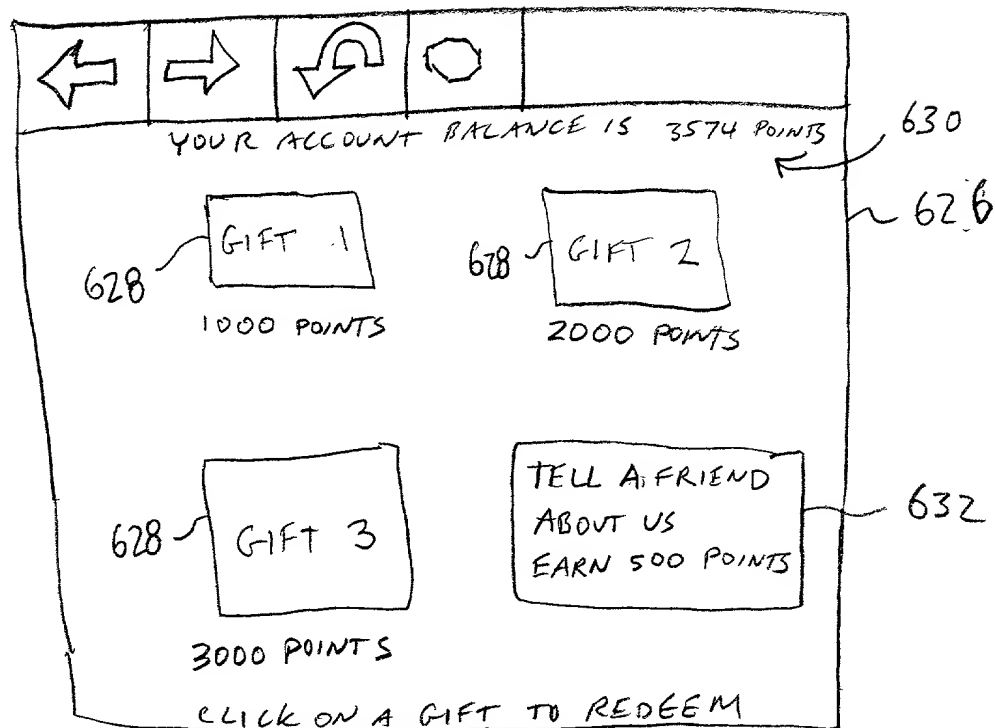 YOUR ACCOUNT BALANCE IS 3574 POINTS
630
626
GIFT 1
628
GIFT 2
628
1000 POINTS
2000 POINTS
GIFT 3
628
TELL A FRIEND
ABOUT US
EARN 500 POINTS
632
3000 POINTS
CLICK ON A GIFT TO REDEEM